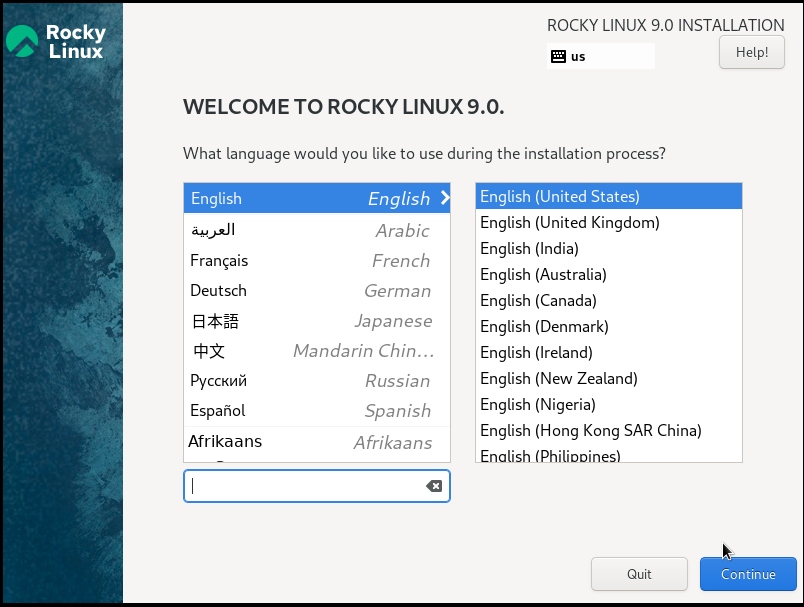 Rocky
Linux
ROCKY LINUX 9.0 INSTALLATION
us
Help!
WELCOME TO ROCKY LINUX 9.0.
What language would you like to use during the installation process?
English English
العربية Arabic
Français French
Deutsch German
日本語 Japanese
中文 Mandarin Chin...
Русский Russian
Español Spanish
Afrikaans Afrikaans
English (United States)
English (United Kingdom)
English (India)
English (Australia)
English (Canada)
English (Denmark)
English (Ireland)
English (New Zealand)
English (Nigeria)
English (Hong Kong SAR China)
English (Philippines)
Quit
Continue